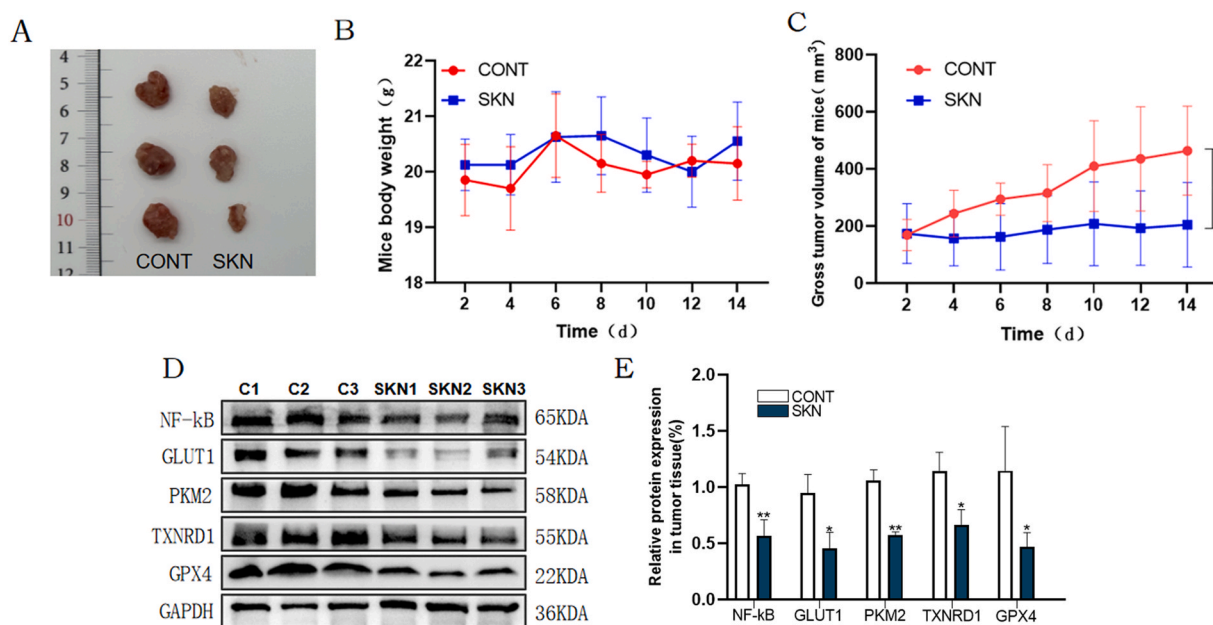 A
4
5
6
7
8
9
10
11
12
CONT SKN
B
Mice body weight（g）
22
21
20
19
18
CONT
SKN
2 4 6 8 10 12 14
Time（d）
C
Gross tumor volume of mice（mm³）
800
600
400
200
0
CONT
SKN
2 4 6 8 10 12 14
Time（d）
D
C1 C2 C3 SKN1 SKN2 SKN3
NF-kB 65KDA
GLUT1 54KDA
PKM2 58KDA
TXNRD1 55KDA
GPX4 22KDA
GAPDH 36KDA
E
Relative protein expression
in tumor tissue(%)
2.0
1.5
1.0
0.5
0.0
CONT
SKN
** * ** * *
NF-kB GLUT1 PKM2 TXNRD1 GPX4